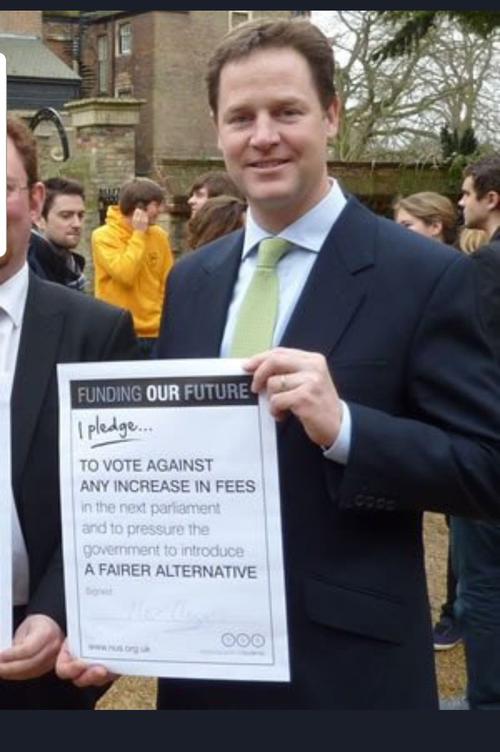 FUNDING OUR FUTURE
I pledge...
TO VOTE AGAINST
ANY INCREASE IN FEES
in the next parliament
and to pressure the
government to introduce
A FAIRER ALTERNATIVE
Signed
www.nus.org.uk